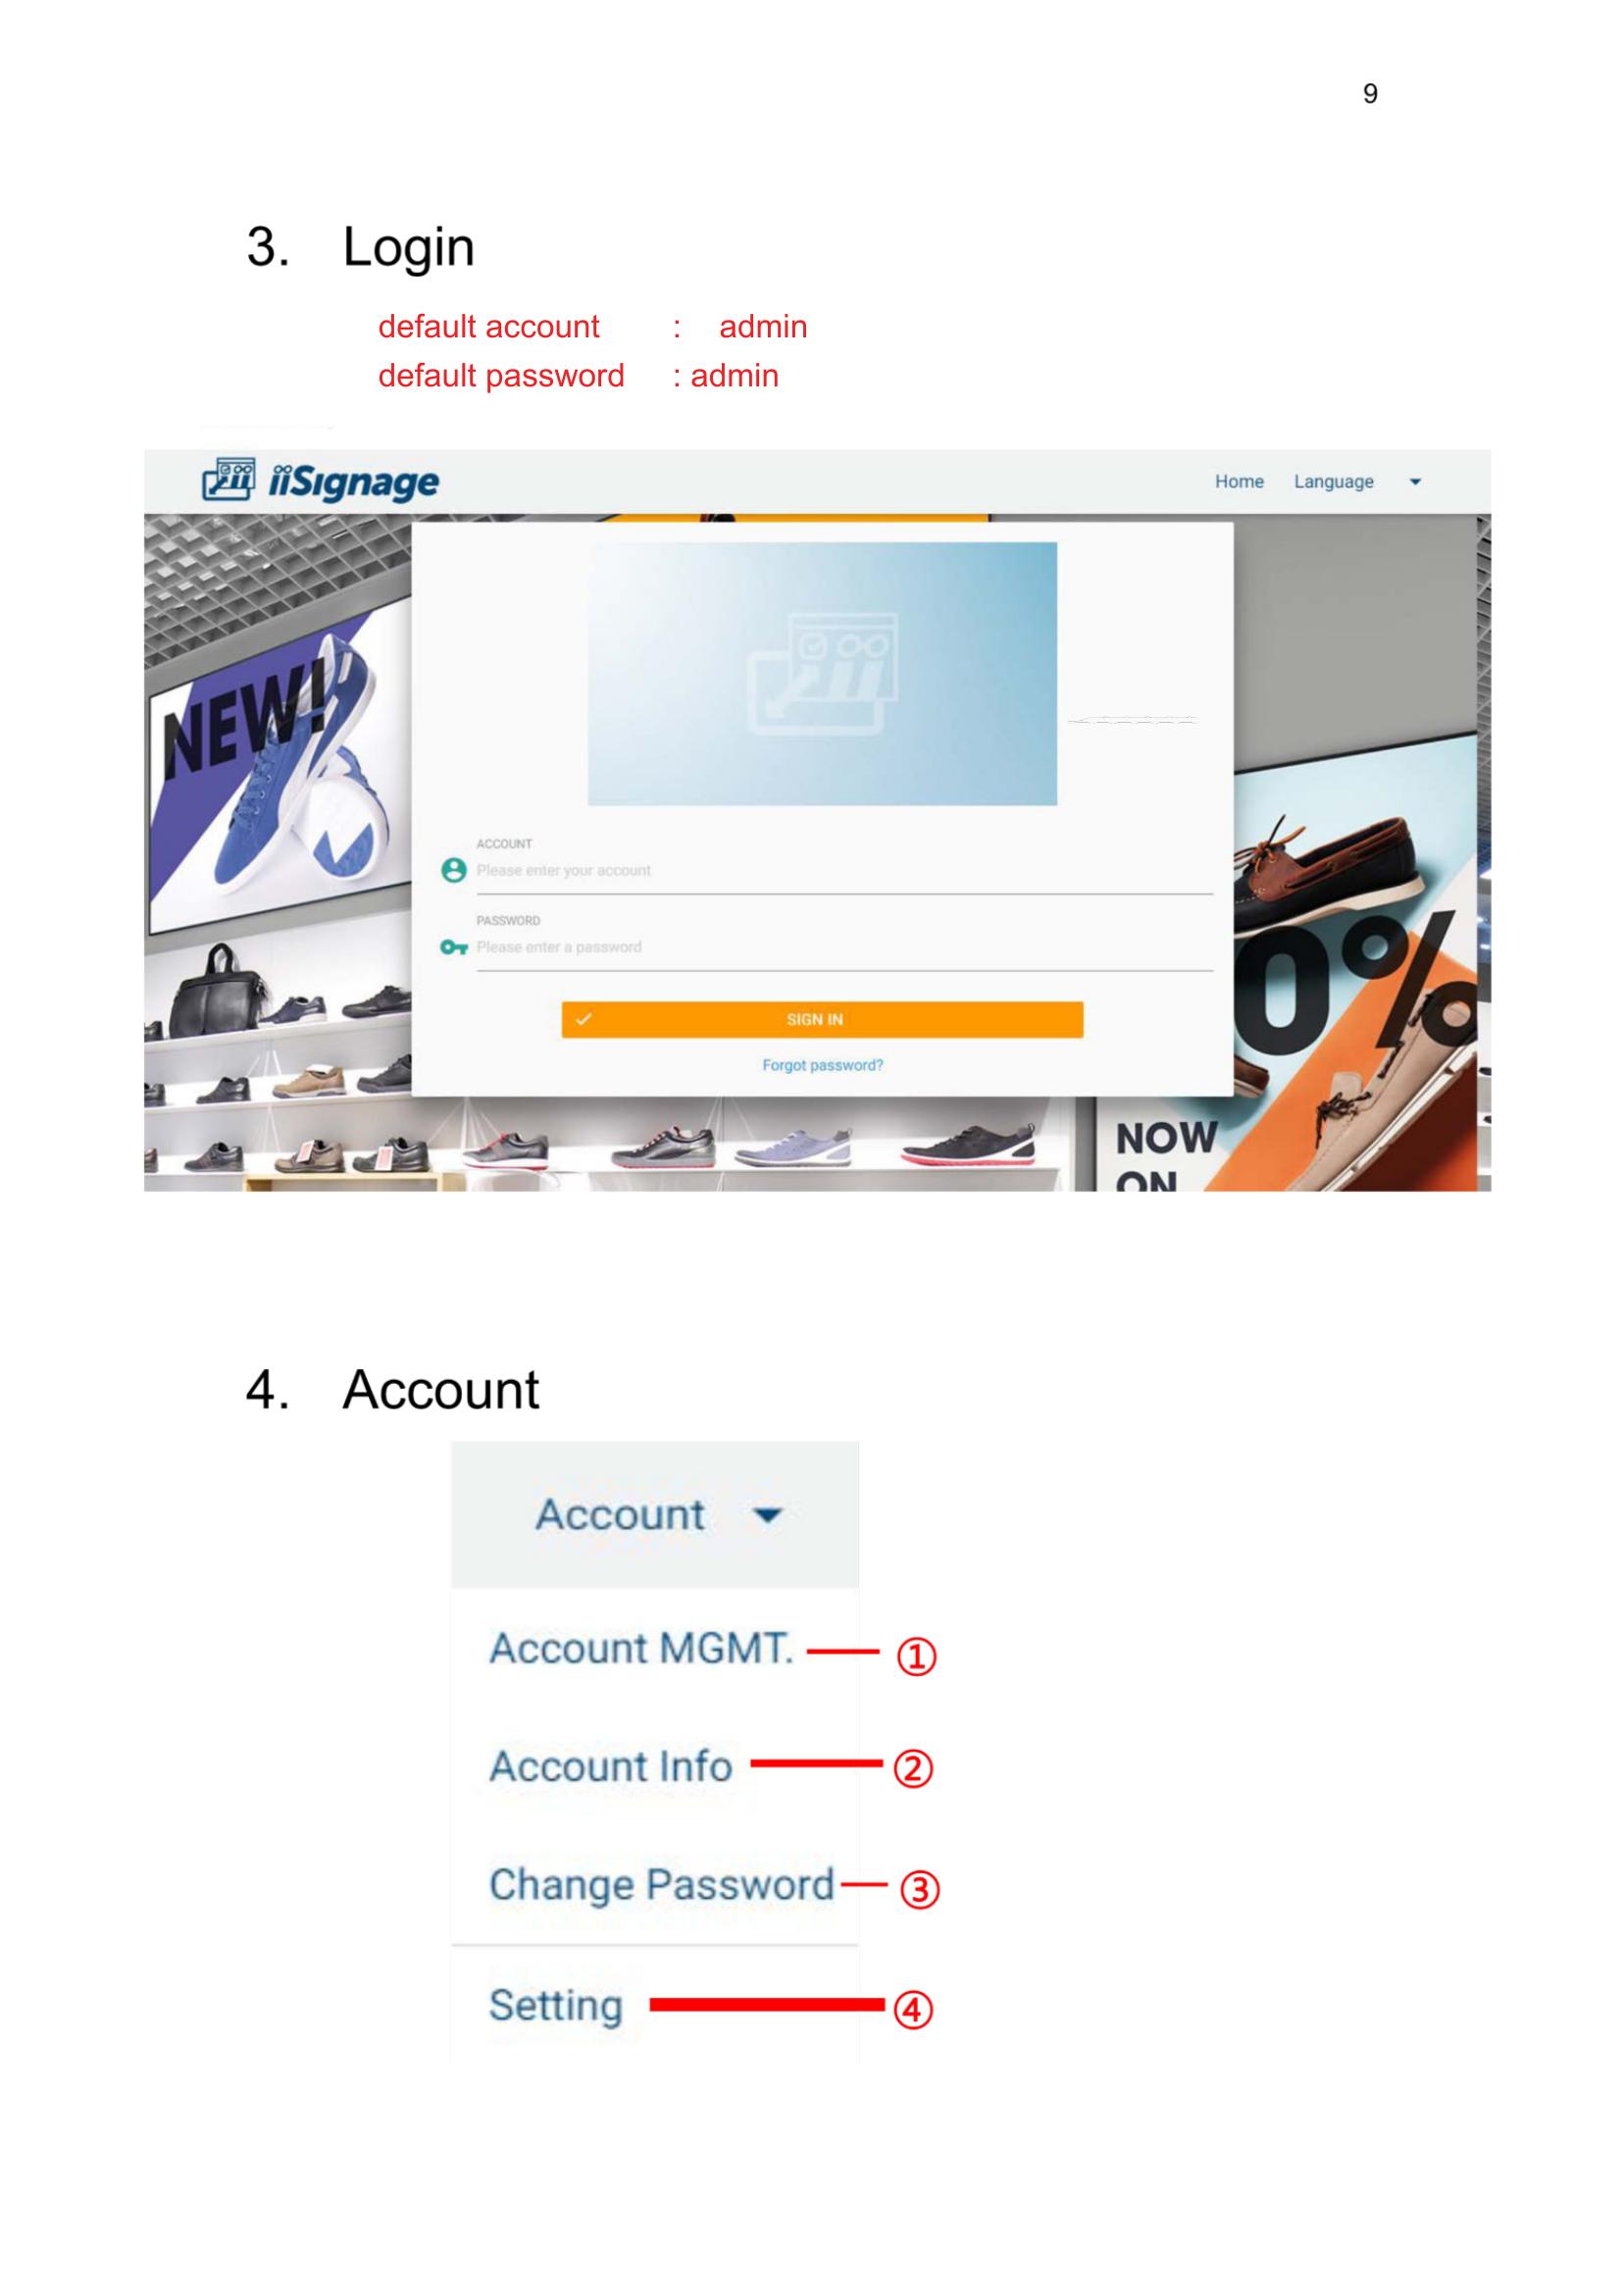 9
3. Login
default account : admin
default password : admin
iiSignage
Home Language
NEW!
ACCOUNT
Please enter your account
PASSWORD
Please enter a password
SIGN IN
Forgot password?
0%
NOW
ON
4. Account
Account
Account MGMT. ①
Account Info ②
Change Password ③
Setting ④